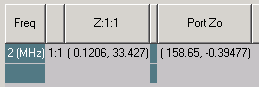 Freq Z:1:1 Port Zo
2 (MHz) 1:1 ( 0.1206, 33.427) ( 158.65, -0.39477)